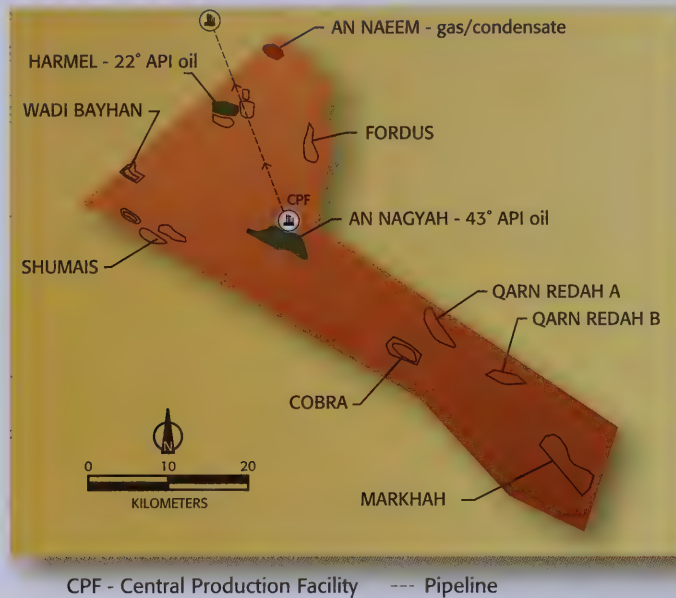 AN NAEEM - gas/condensate
HARMEL - 22° API oil
WADI BAYHAN
FORDUS
CPF
AN NAGYAH - 43° API oil
SHUMAIS
QARN REDAH A
QARN REDAH B
COBRA
N
0 10 20
KILOMETERS
MARKHAH
CPF - Central Production Facility --- Pipeline